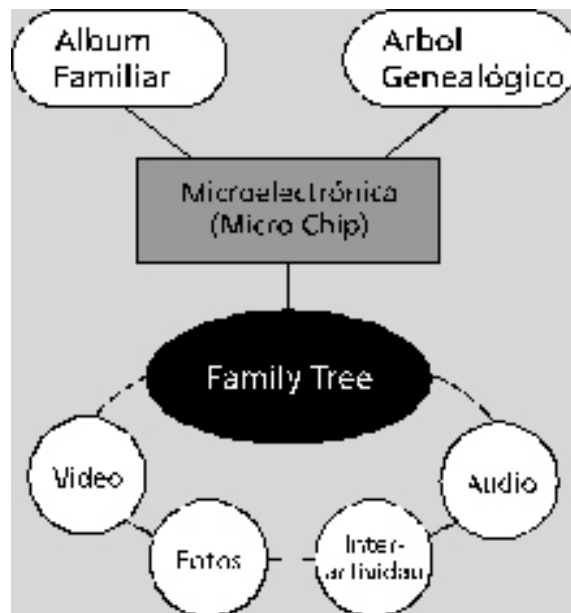 Album
Familiar
Arbol
Genealógico
Microelectrónica
(Micro Chip)
Family Tree
Video
Audio
Fotos
Inter-
actividad